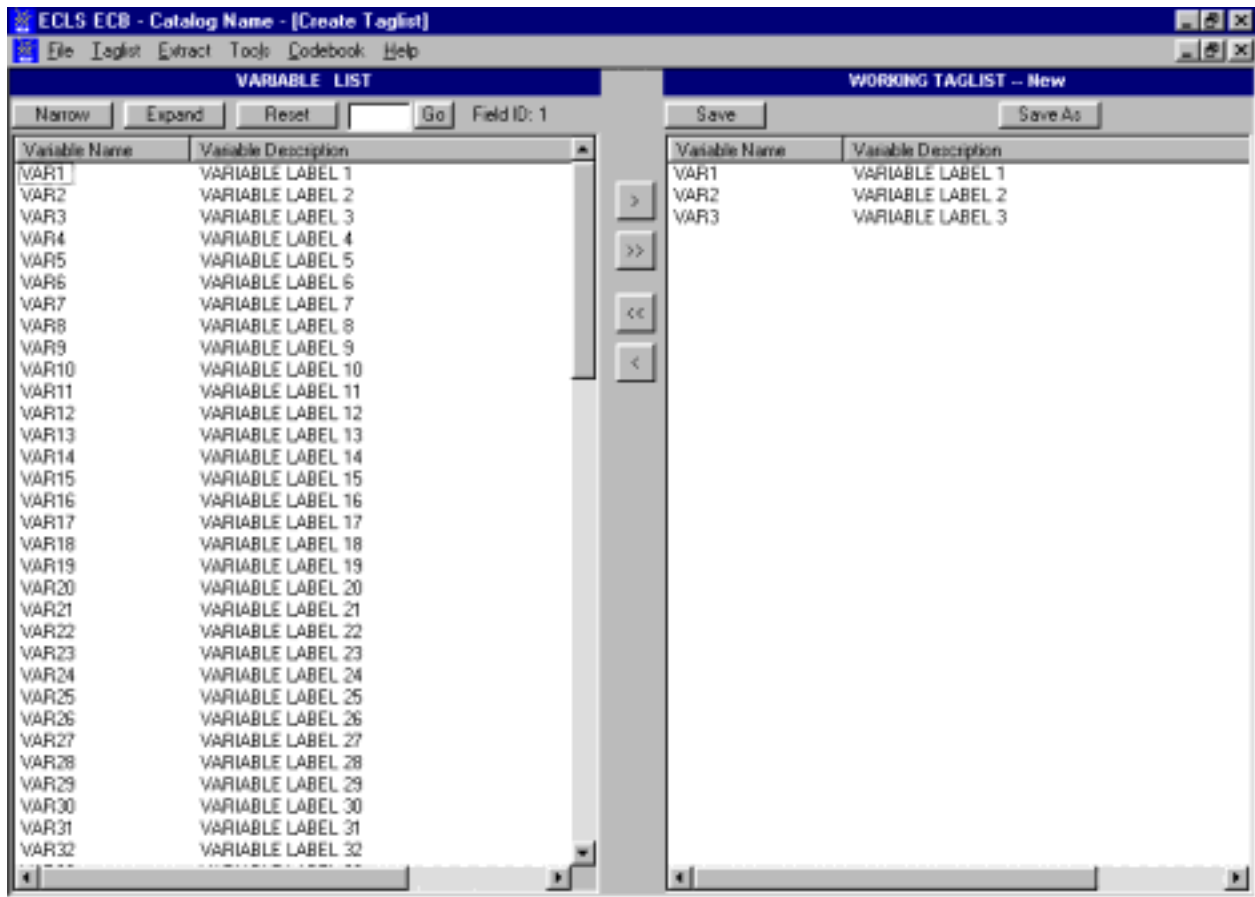 ECLS ECB - Catalog Name - [Create Taglist]
File Taglist Extract Tools Codebook Help
VARIABLE LIST
Narrow Expand Reset Go Field ID: 1
Variable Name Variable Description
VAR1 VARIABLE LABEL 1
VAR2 VARIABLE LABEL 2
VAR3 VARIABLE LABEL 3
VAR4 VARIABLE LABEL 4
VAR5 VARIABLE LABEL 5
VAR6 VARIABLE LABEL 6
VAR7 VARIABLE LABEL 7
VAR8 VARIABLE LABEL 8
VAR9 VARIABLE LABEL 9
VAR10 VARIABLE LABEL 10
VAR11 VARIABLE LABEL 11
VAR12 VARIABLE LABEL 12
VAR13 VARIABLE LABEL 13
VAR14 VARIABLE LABEL 14
VAR15 VARIABLE LABEL 15
VAR16 VARIABLE LABEL 16
VAR17 VARIABLE LABEL 17
VAR18 VARIABLE LABEL 18
VAR19 VARIABLE LABEL 19
VAR20 VARIABLE LABEL 20
VAR21 VARIABLE LABEL 21
VAR22 VARIABLE LABEL 22
VAR23 VARIABLE LABEL 23
VAR24 VARIABLE LABEL 24
VAR25 VARIABLE LABEL 25
VAR26 VARIABLE LABEL 26
VAR27 VARIABLE LABEL 27
VAR28 VARIABLE LABEL 28
VAR29 VARIABLE LABEL 29
VAR30 VARIABLE LABEL 30
VAR31 VARIABLE LABEL 31
VAR32 VARIABLE LABEL 32
>
>>
<<
<
WORKING TAGLIST -- New
Save Save As
Variable Name Variable Description
VAR1 VARIABLE LABEL 1
VAR2 VARIABLE LABEL 2
VAR3 VARIABLE LABEL 3